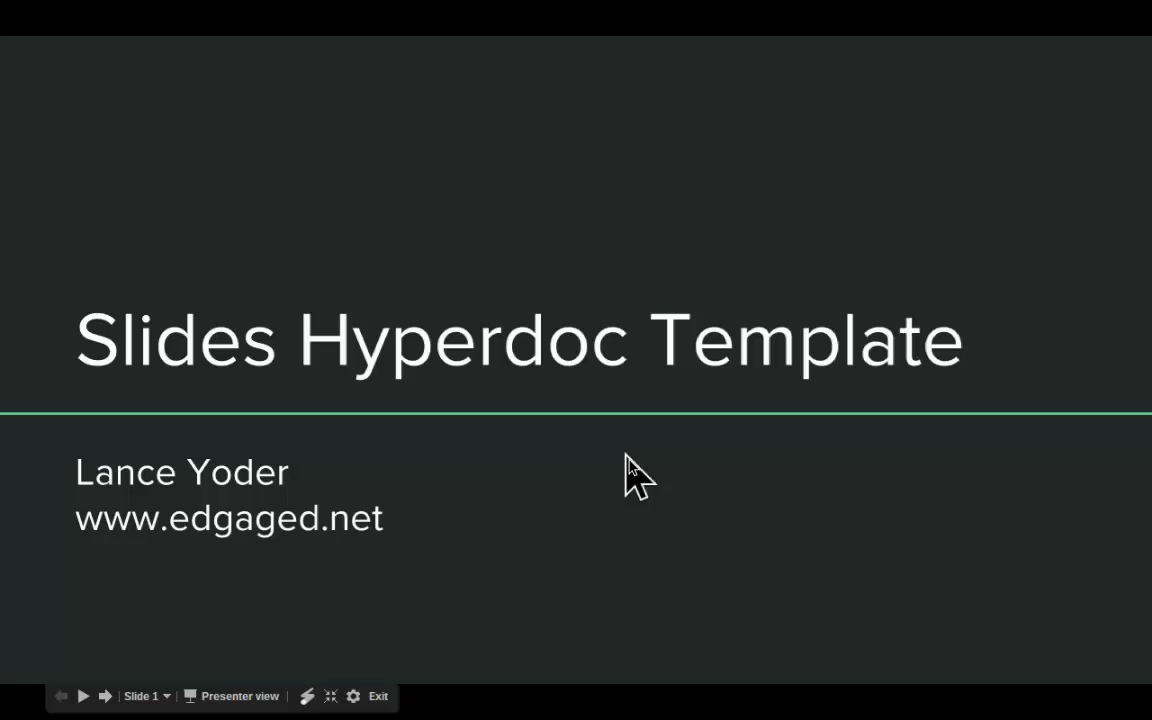 Slides Hyperdoc Template
Lance Yoder
www.edgaged.net
Slide 1 Presenter view Exit